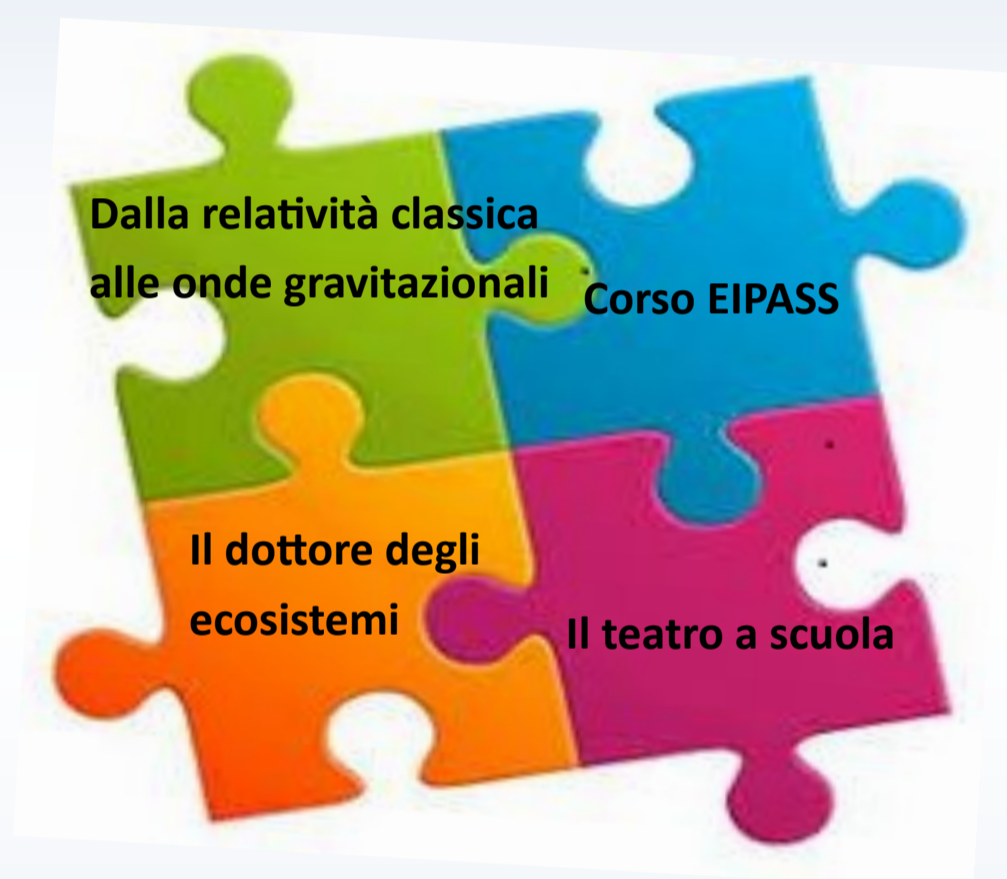 Dalla relatività classica
alle onde gravitazionali
Corso EIPASS
Il dottore degli
ecosistemi
Il teatro a scuola